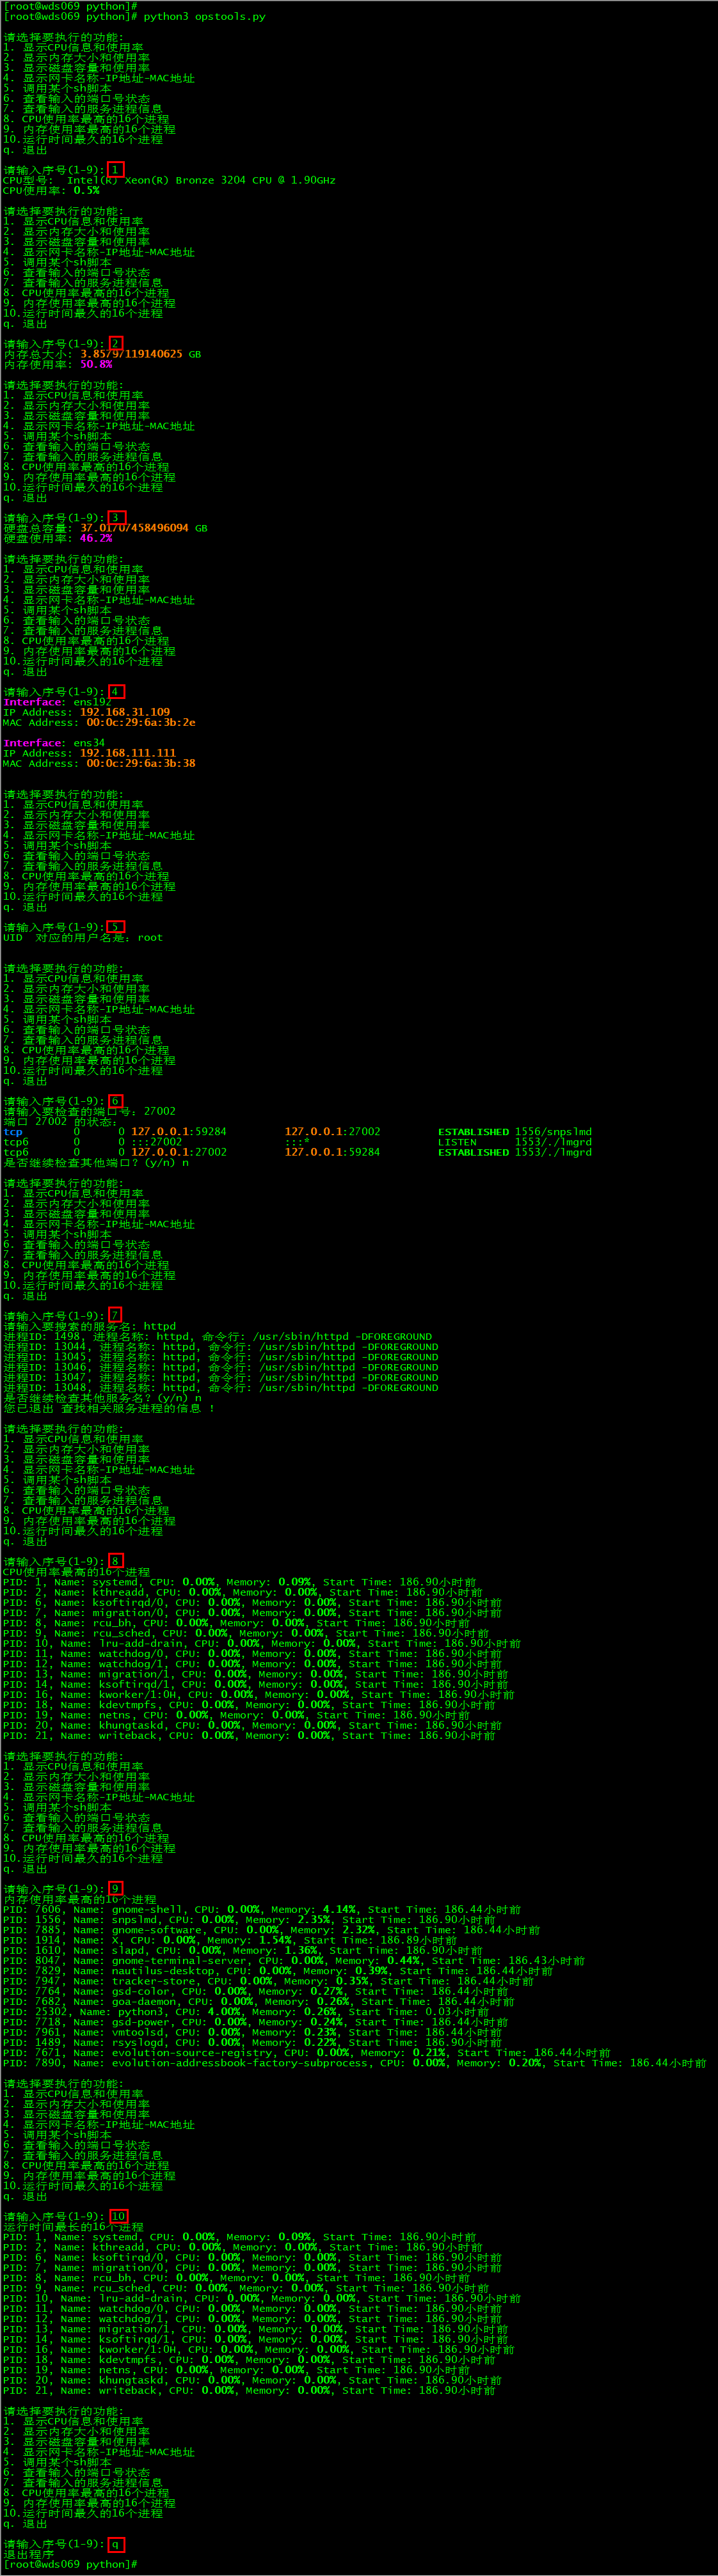 [root@wds069 python]#
[root@wds069 python]# python3 opstools.py
请选择要执行的功能:
1. 显示CPU信息和使用率
2. 显示内存大小和使用率
3. 显示磁盘容量和使用率
4. 显示网卡名称-IP地址-MAC地址
5. 调用某个sh脚本
6. 查看输入的端口号状态
7. 查看输入的服务进程信息
8. CPU使用率最高的16个进程
9. 内存使用率最高的16个进程
10.运行时间最久的16个进程
q. 退出
请输入序号(1-9): 1
CPU型号:  Intel(R) Xeon(R) Bronze 3204 CPU @ 1.90GHz
CPU使用率: 0.5%
请选择要执行的功能:
1. 显示CPU信息和使用率
2. 显示内存大小和使用率
3. 显示磁盘容量和使用率
4. 显示网卡名称-IP地址-MAC地址
5. 调用某个sh脚本
6. 查看输入的端口号状态
7. 查看输入的服务进程信息
8. CPU使用率最高的16个进程
9. 内存使用率最高的16个进程
10.运行时间最久的16个进程
q. 退出
请输入序号(1-9): 2
内存总大小: 3.85797119140625 GB
内存使用率: 50.8%
请选择要执行的功能:
1. 显示CPU信息和使用率
2. 显示内存大小和使用率
3. 显示磁盘容量和使用率
4. 显示网卡名称-IP地址-MAC地址
5. 调用某个sh脚本
6. 查看输入的端口号状态
7. 查看输入的服务进程信息
8. CPU使用率最高的16个进程
9. 内存使用率最高的16个进程
10.运行时间最久的16个进程
q. 退出
请输入序号(1-9): 3
硬盘总容量: 37.01707458496094 GB
硬盘使用率: 46.2%
请选择要执行的功能:
1. 显示CPU信息和使用率
2. 显示内存大小和使用率
3. 显示磁盘容量和使用率
4. 显示网卡名称-IP地址-MAC地址
5. 调用某个sh脚本
6. 查看输入的端口号状态
7. 查看输入的服务进程信息
8. CPU使用率最高的16个进程
9. 内存使用率最高的16个进程
10.运行时间最久的16个进程
q. 退出
请输入序号(1-9): 4
Interface: ens192
IP Address: 192.168.31.109
MAC Address: 00:0c:29:6a:3b:2e
Interface: ens34
IP Address: 192.168.111.111
MAC Address: 00:0c:29:6a:3b:38
请选择要执行的功能:
1. 显示CPU信息和使用率
2. 显示内存大小和使用率
3. 显示磁盘容量和使用率
4. 显示网卡名称-IP地址-MAC地址
5. 调用某个sh脚本
6. 查看输入的端口号状态
7. 查看输入的服务进程信息
8. CPU使用率最高的16个进程
9. 内存使用率最高的16个进程
10.运行时间最久的16个进程
q. 退出
请输入序号(1-9): 5
UID  对应的用户名是: root
请选择要执行的功能:
1. 显示CPU信息和使用率
2. 显示内存大小和使用率
3. 显示磁盘容量和使用率
4. 显示网卡名称-IP地址-MAC地址
5. 调用某个sh脚本
6. 查看输入的端口号状态
7. 查看输入的服务进程信息
8. CPU使用率最高的16个进程
9. 内存使用率最高的16个进程
10.运行时间最久的16个进程
q. 退出
请输入序号(1-9): 6
请输入要检查的端口号: 27002
端口 27002 的状态:
tcp 0 0 127.0.0.1:59284 127.0.0.1:27002 ESTABLISHED 1556/snpslmd
tcp6 0 0 :::27002 :::* LISTEN 1553/./lmgrd
tcp6 0 0 127.0.0.1:27002 127.0.0.1:59284 ESTABLISHED 1553/./lmgrd
是否继续检查其他端口? (y/n) n
请选择要执行的功能:
1. 显示CPU信息和使用率
2. 显示内存大小和使用率
3. 显示磁盘容量和使用率
4. 显示网卡名称-IP地址-MAC地址
5. 调用某个sh脚本
6. 查看输入的端口号状态
7. 查看输入的服务进程信息
8. CPU使用率最高的16个进程
9. 内存使用率最高的16个进程
10.运行时间最久的16个进程
q. 退出
请输入序号(1-9): 7
请输入要搜索的服务名: httpd
进程ID: 1498, 进程名称: httpd, 命令行: /usr/sbin/httpd -DFOREGROUND
进程ID: 13044, 进程名称: httpd, 命令行: /usr/sbin/httpd -DFOREGROUND
进程ID: 13045, 进程名称: httpd, 命令行: /usr/sbin/httpd -DFOREGROUND
进程ID: 13046, 进程名称: httpd, 命令行: /usr/sbin/httpd -DFOREGROUND
进程ID: 13047, 进程名称: httpd, 命令行: /usr/sbin/httpd -DFOREGROUND
进程ID: 13048, 进程名称: httpd, 命令行: /usr/sbin/httpd -DFOREGROUND
是否继续检查其他服务名? (y/n) n
您已退出 查找相关服务进程的信息 !
请选择要执行的功能:
1. 显示CPU信息和使用率
2. 显示内存大小和使用率
3. 显示磁盘容量和使用率
4. 显示网卡名称-IP地址-MAC地址
5. 调用某个sh脚本
6. 查看输入的端口号状态
7. 查看输入的服务进程信息
8. CPU使用率最高的16个进程
9. 内存使用率最高的16个进程
10.运行时间最久的16个进程
q. 退出
请输入序号(1-9): 8
CPU使用率最高的16个进程
PID: 1, Name: systemd, CPU: 0.00%, Memory: 0.09%, Start Time: 186.90小时前
PID: 2, Name: kthreadd, CPU: 0.00%, Memory: 0.00%, Start Time: 186.90小时前
PID: 6, Name: ksoftirqd/0, CPU: 0.00%, Memory: 0.00%, Start Time: 186.90小时前
PID: 7, Name: migration/0, CPU: 0.00%, Memory: 0.00%, Start Time: 186.90小时前
PID: 8, Name: rcu_bh, CPU: 0.00%, Memory: 0.00%, Start Time: 186.90小时前
PID: 9, Name: rcu_sched, CPU: 0.00%, Memory: 0.00%, Start Time: 186.90小时前
PID: 10, Name: lru-add-drain, CPU: 0.00%, Memory: 0.00%, Start Time: 186.90小时前
PID: 11, Name: watchdog/0, CPU: 0.00%, Memory: 0.00%, Start Time: 186.90小时前
PID: 12, Name: watchdog/1, CPU: 0.00%, Memory: 0.00%, Start Time: 186.90小时前
PID: 13, Name: migration/1, CPU: 0.00%, Memory: 0.00%, Start Time: 186.90小时前
PID: 14, Name: ksoftirqd/1, CPU: 0.00%, Memory: 0.00%, Start Time: 186.90小时前
PID: 16, Name: kworker/1:0H, CPU: 0.00%, Memory: 0.00%, Start Time: 186.90小时前
PID: 18, Name: kdevtmpfs, CPU: 0.00%, Memory: 0.00%, Start Time: 186.90小时前
PID: 19, Name: netns, CPU: 0.00%, Memory: 0.00%, Start Time: 186.90小时前
PID: 20, Name: khungtaskd, CPU: 0.00%, Memory: 0.00%, Start Time: 186.90小时前
PID: 21, Name: writeback, CPU: 0.00%, Memory: 0.00%, Start Time: 186.90小时前
请选择要执行的功能:
1. 显示CPU信息和使用率
2. 显示内存大小和使用率
3. 显示磁盘容量和使用率
4. 显示网卡名称-IP地址-MAC地址
5. 调用某个sh脚本
6. 查看输入的端口号状态
7. 查看输入的服务进程信息
8. CPU使用率最高的16个进程
9. 内存使用率最高的16个进程
10.运行时间最久的16个进程
q. 退出
请输入序号(1-9): 9
内存使用率最高的16个进程
PID: 7606, Name: gnome-shell, CPU: 0.00%, Memory: 4.14%, Start Time: 186.44小时前
PID: 1556, Name: snpslmd, CPU: 0.00%, Memory: 2.35%, Start Time: 186.90小时前
PID: 7885, Name: gnome-software, CPU: 0.00%, Memory: 2.32%, Start Time: 186.44小时前
PID: 1914, Name: X, CPU: 0.00%, Memory: 1.54%, Start Time: 186.89小时前
PID: 1610, Name: slapd, CPU: 0.00%, Memory: 1.36%, Start Time: 186.90小时前
PID: 8047, Name: gnome-terminal-server, CPU: 0.00%, Memory: 0.44%, Start Time: 186.43小时前
PID: 7829, Name: nautilus-desktop, CPU: 0.00%, Memory: 0.39%, Start Time: 186.44小时前
PID: 7947, Name: tracker-store, CPU: 0.00%, Memory: 0.35%, Start Time: 186.44小时前
PID: 7764, Name: gsd-color, CPU: 0.00%, Memory: 0.27%, Start Time: 186.44小时前
PID: 7682, Name: goa-daemon, CPU: 0.00%, Memory: 0.26%, Start Time: 186.44小时前
PID: 25302, Name: python3, CPU: 4.00%, Memory: 0.26%, Start Time: 0.03小时前
PID: 7718, Name: gsd-power, CPU: 0.00%, Memory: 0.24%, Start Time: 186.44小时前
PID: 7961, Name: vmtoolsd, CPU: 0.00%, Memory: 0.23%, Start Time: 186.44小时前
PID: 1489, Name: rsyslogd, CPU: 0.00%, Memory: 0.22%, Start Time: 186.90小时前
PID: 7671, Name: evolution-source-registry, CPU: 0.00%, Memory: 0.21%, Start Time: 186.44小时前
PID: 7890, Name: evolution-addressbook-factory-subprocess, CPU: 0.00%, Memory: 0.20%, Start Time: 186.44小时前
请选择要执行的功能:
1. 显示CPU信息和使用率
2. 显示内存大小和使用率
3. 显示磁盘容量和使用率
4. 显示网卡名称-IP地址-MAC地址
5. 调用某个sh脚本
6. 查看输入的端口号状态
7. 查看输入的服务进程信息
8. CPU使用率最高的16个进程
9. 内存使用率最高的16个进程
10.运行时间最久的16个进程
q. 退出
请输入序号(1-9): 10
运行时间最长的16个进程
PID: 1, Name: systemd, CPU: 0.00%, Memory: 0.09%, Start Time: 186.90小时前
PID: 2, Name: kthreadd, CPU: 0.00%, Memory: 0.00%, Start Time: 186.90小时前
PID: 6, Name: ksoftirqd/0, CPU: 0.00%, Memory: 0.00%, Start Time: 186.90小时前
PID: 7, Name: migration/0, CPU: 0.00%, Memory: 0.00%, Start Time: 186.90小时前
PID: 8, Name: rcu_bh, CPU: 0.00%, Memory: 0.00%, Start Time: 186.90小时前
PID: 9, Name: rcu_sched, CPU: 0.00%, Memory: 0.00%, Start Time: 186.90小时前
PID: 10, Name: lru-add-drain, CPU: 0.00%, Memory: 0.00%, Start Time: 186.90小时前
PID: 11, Name: watchdog/0, CPU: 0.00%, Memory: 0.00%, Start Time: 186.90小时前
PID: 12, Name: watchdog/1, CPU: 0.00%, Memory: 0.00%, Start Time: 186.90小时前
PID: 13, Name: migration/1, CPU: 0.00%, Memory: 0.00%, Start Time: 186.90小时前
PID: 14, Name: ksoftirqd/1, CPU: 0.00%, Memory: 0.00%, Start Time: 186.90小时前
PID: 16, Name: kworker/1:0H, CPU: 0.00%, Memory: 0.00%, Start Time: 186.90小时前
PID: 18, Name: kdevtmpfs, CPU: 0.00%, Memory: 0.00%, Start Time: 186.90小时前
PID: 19, Name: netns, CPU: 0.00%, Memory: 0.00%, Start Time: 186.90小时前
PID: 20, Name: khungtaskd, CPU: 0.00%, Memory: 0.00%, Start Time: 186.90小时前
PID: 21, Name: writeback, CPU: 0.00%, Memory: 0.00%, Start Time: 186.90小时前
请选择要执行的功能:
1. 显示CPU信息和使用率
2. 显示内存大小和使用率
3. 显示磁盘容量和使用率
4. 显示网卡名称-IP地址-MAC地址
5. 调用某个sh脚本
6. 查看输入的端口号状态
7. 查看输入的服务进程信息
8. CPU使用率最高的16个进程
9. 内存使用率最高的16个进程
10.运行时间最久的16个进程
q. 退出
请输入序号(1-9): q
退出程序
[root@wds069 python]#